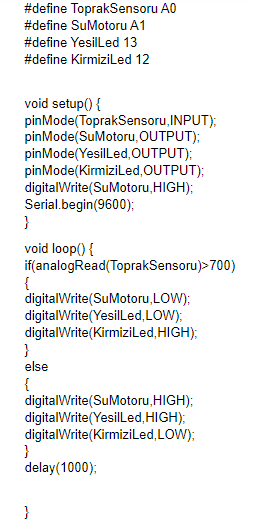 #define ToprakSensoru A0
#define SuMotoru A1
#define YesilLed 13
#define KirmiziLed 12
void setup() {
pinMode(ToprakSensoru,INPUT);
pinMode(SuMotoru,OUTPUT);
pinMode(YesilLed,OUTPUT);
pinMode(KirmiziLed,OUTPUT);
digitalWrite(SuMotoru,HIGH);
Serial.begin(9600);
}
void loop() {
if(analogRead(ToprakSensoru)>700)
{
digitalWrite(SuMotoru,LOW);
digitalWrite(YesilLed,LOW);
digitalWrite(KirmiziLed,HIGH);
}
else
{
digitalWrite(SuMotoru,HIGH);
digitalWrite(YesilLed,HIGH);
digitalWrite(KirmiziLed,LOW);
}
delay(1000);
}